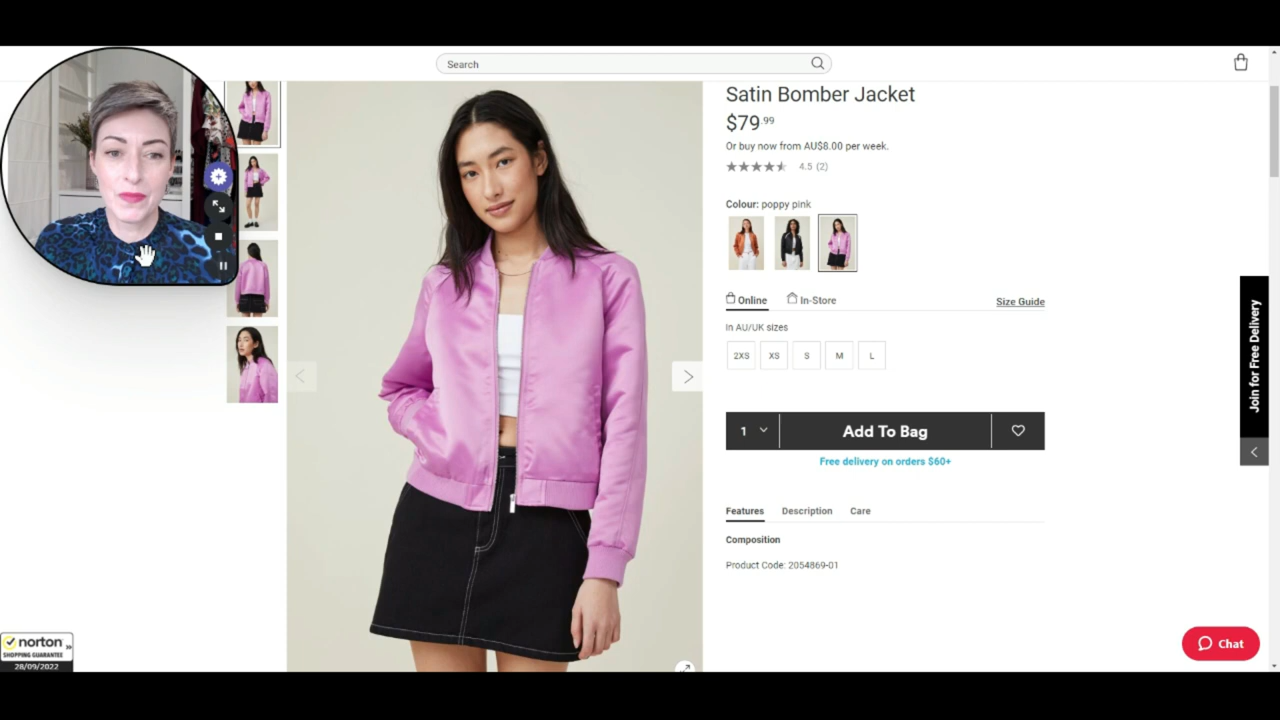 Search
Satin Bomber Jacket
$79.99
Or buy now from AU$8.00 per week.
4.5 (2)
Colour: poppy pink
Online
In-Store
Size Guide
In AU/UK sizes
2XS
XS
S
M
L
Join for Free Delivery
1
Add To Bag
Free delivery on orders $60+
Features
Description
Care
Composition
Product Code: 2054869-01
norton
SHOPPING GUARANTEE
28/09/2022
Chat